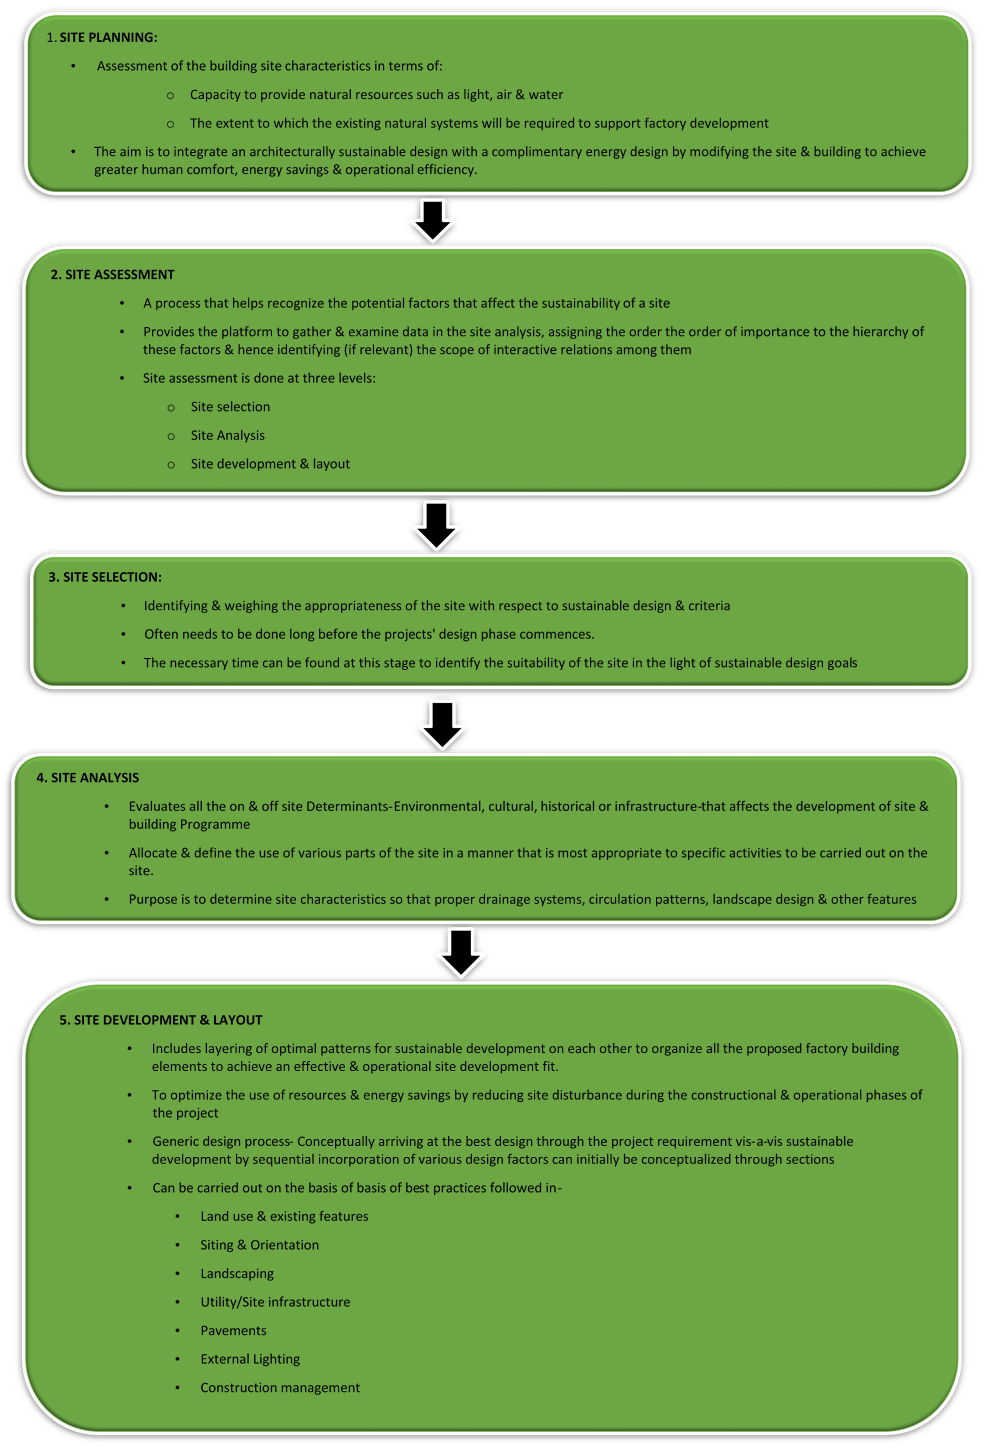 1. SITE PLANNING:
• Assessment of the building site characteristics in terms of:
o Capacity to provide natural resources such as light, air & water
o The extent to which the existing natural systems will be required to support factory development
• The aim is to integrate an architecturally sustainable design with a complimentary energy design by modifying the site & building to achieve
greater human comfort, energy savings & operational efficiency.
2. SITE ASSESSMENT
• A process that helps recognize the potential factors that affect the sustainability of a site
• Provides the platform to gather & examine data in the site analysis, assigning the order the order of importance to the hierarchy of
these factors & hence identifying (if relevant) the scope of interactive relations among them
• Site assessment is done at three levels:
o Site selection
o Site Analysis
o Site development & layout
3. SITE SELECTION:
• Identifying & weighing the appropriateness of the site with respect to sustainable design & criteria
• Often needs to be done long before the projects' design phase commences.
• The necessary time can be found at this stage to identify the suitability of the site in the light of sustainable design goals
4. SITE ANALYSIS
• Evaluates all the on & off site Determinants-Environmental, cultural, historical or infrastructure-that affects the development of site &
building Programme
• Allocate & define the use of various parts of the site in a manner that is most appropriate to specific activities to be carried out on the
site.
• Purpose is to determine site characteristics so that proper drainage systems, circulation patterns, landscape design & other features
5. SITE DEVELOPMENT & LAYOUT
• Includes layering of optimal patterns for sustainable development on each other to organize all the proposed factory building
elements to achieve an effective & operational site development fit.
• To optimize the use of resources & energy savings by reducing site disturbance during the constructional & operational phases of
the project
• Generic design process- Conceptually arriving at the best design through the project requirement vis-a-vis sustainable
development by sequential incorporation of various design factors can initially be conceptualized through sections
• Can be carried out on the basis of basis of best practices followed in-
• Land use & existing features
• Siting & Orientation
• Landscaping
• Utility/Site infrastructure
• Pavements
• External Lighting
• Construction management